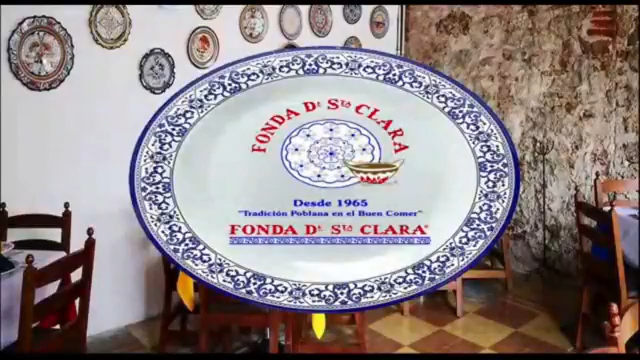 FONDA Dᵉ Sᵗᵃ CLARA
Desde 1965
"Tradición Poblana en el Buen Comer"
FONDA Dᵉ Sᵗᵃ CLARA®